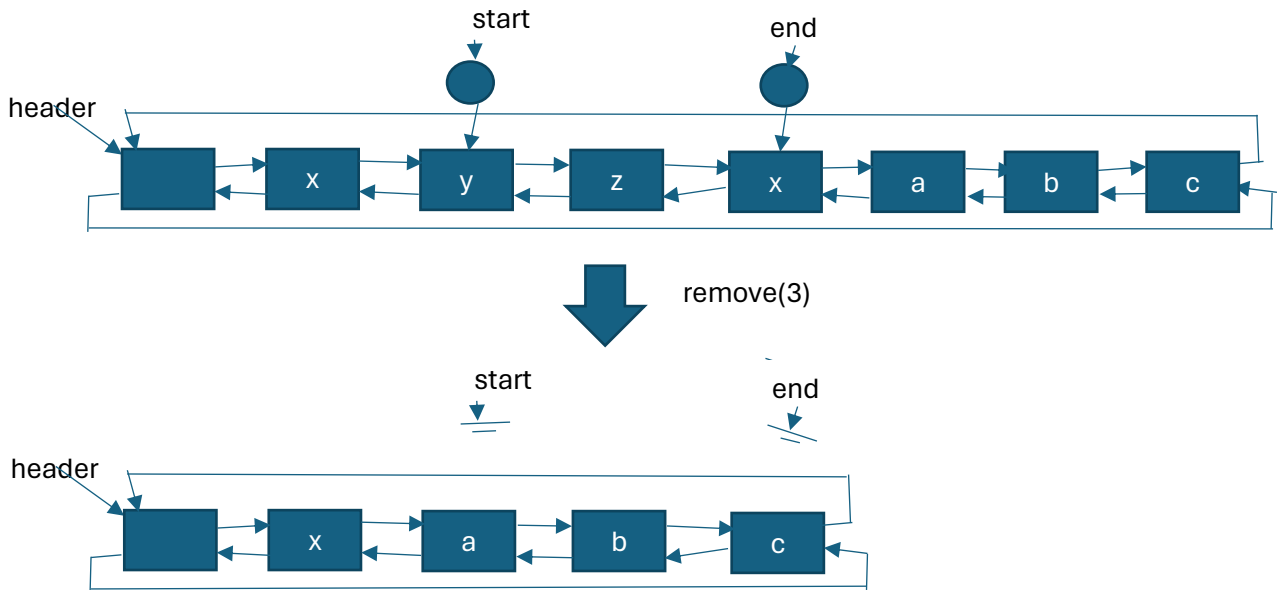 start
end
header
x
y
z
x
a
b
c
remove(3)
start
end
header
x
a
b
c